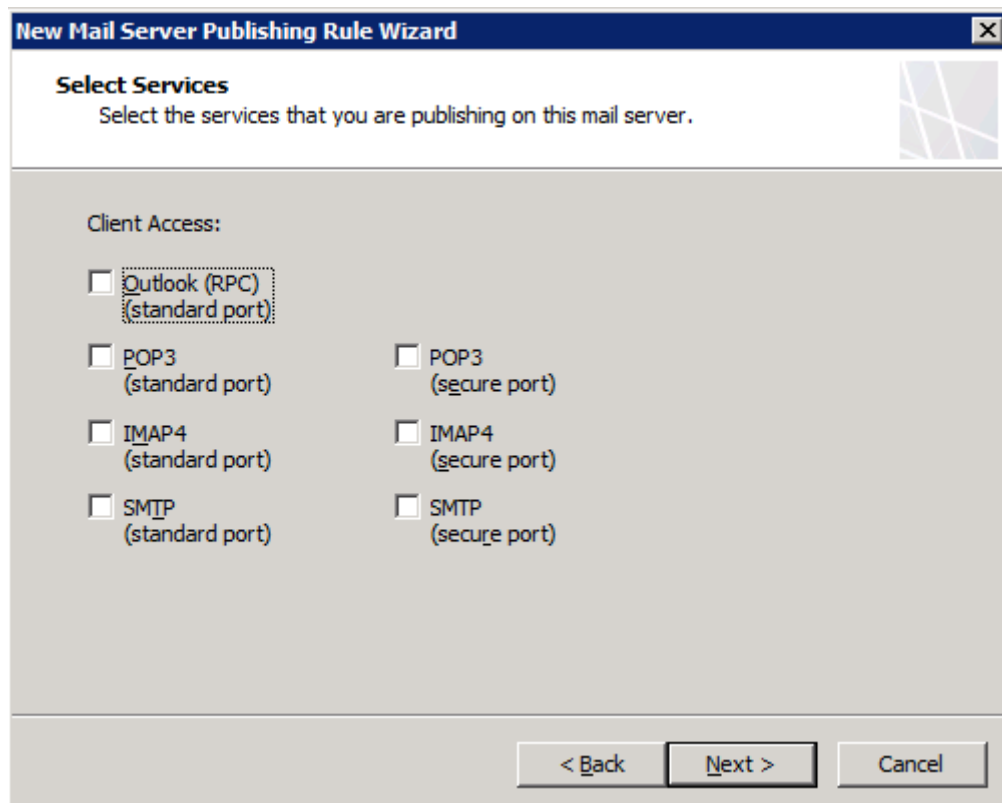 New Mail Server Publishing Rule Wizard
Select Services
Select the services that you are publishing on this mail server.
Client Access:
Outlook (RPC)
(standard port)
POP3
(standard port)
POP3
(secure port)
IMAP4
(standard port)
IMAP4
(secure port)
SMTP
(standard port)
SMTP
(secure port)
< Back
Next >
Cancel